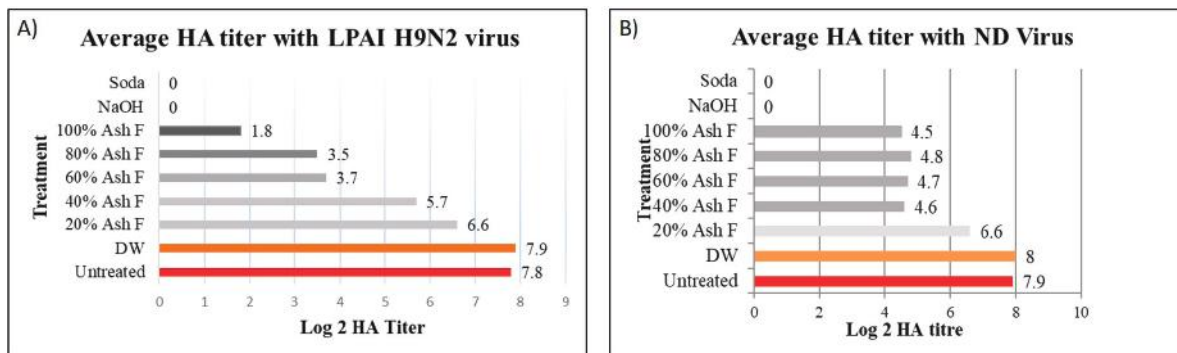 A)
Average HA titer with LPAI H9N2 virus
Treatment
Soda 0
NaOH 0
100% Ash F 1.8
80% Ash F 3.5
60% Ash F 3.7
40% Ash F 5.7
20% Ash F 6.6
DW 7.9
Untreated 7.8
0 1 2 3 4 5 6 7 8 9
Log 2 HA Titer
B)
Average HA titer with ND Virus
Treatment
Soda 0
NaOH 0
100% Ash F 4.5
80% Ash F 4.8
60% Ash F 4.7
40% Ash F 4.6
20% Ash F 6.6
DW 8
Untreated 7.9
0 2 4 6 8 10
Log 2 HA titre